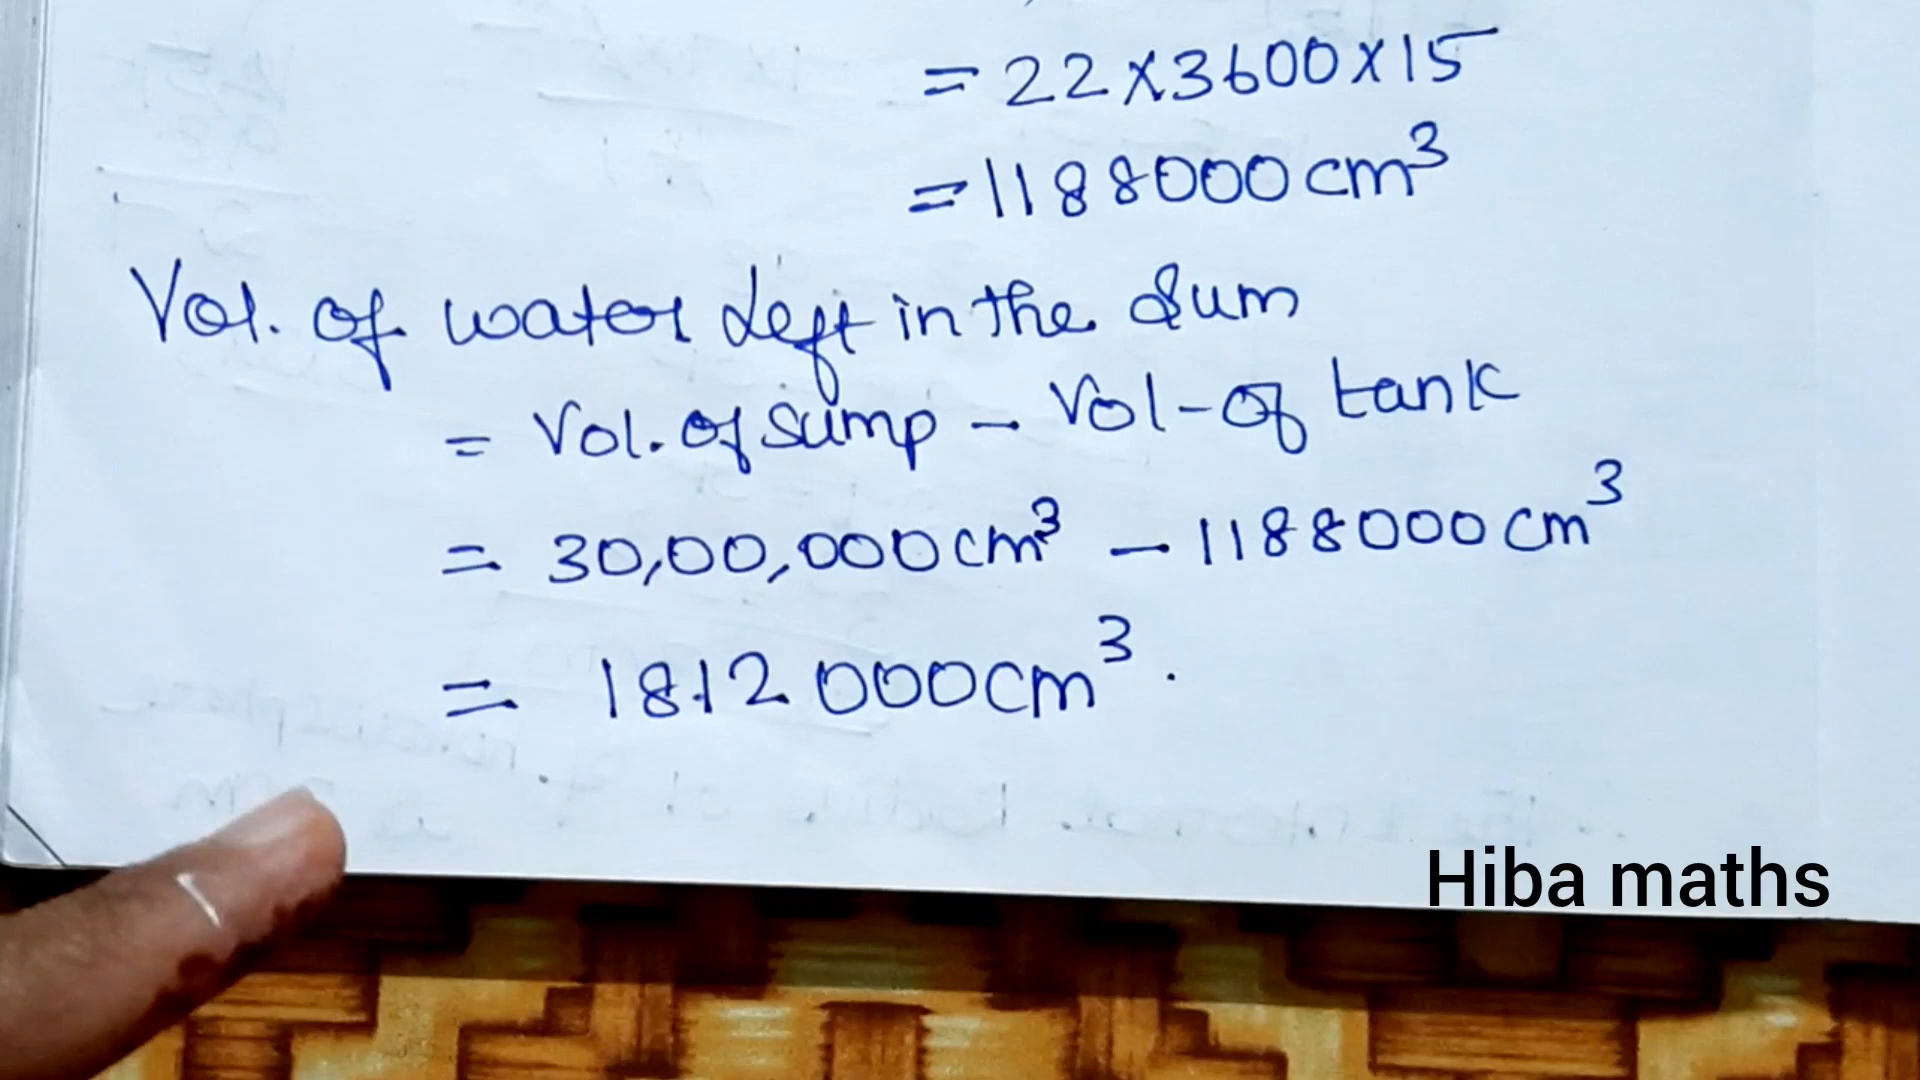 = 22 x 3600 x 15
= 1188000 cm³
Vol. of water left in the sum
= Vol. of sump - Vol- of tank
= 30,00,000 cm³ - 1188000 cm³
= 1812000 cm³.
Hiba maths